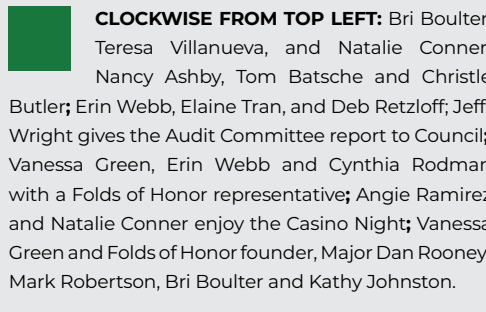 CLOCKWISE FROM TOP LEFT: Bri Boulter
Teresa Villanueva, and Natalie Conner
Nancy Ashby, Tom Batsche and Christle
Butler; Erin Webb, Elaine Tran, and Deb Retzloff; Jeff
Wright gives the Audit Committee report to Council;
Vanessa Green, Erin Webb and Cynthia Rodman
with a Folds of Honor representative; Angie Ramirez
and Natalie Conner enjoy the Casino Night; Vanessa
Green and Folds of Honor founder, Major Dan Rooney
Mark Robertson, Bri Boulter and Kathy Johnston.